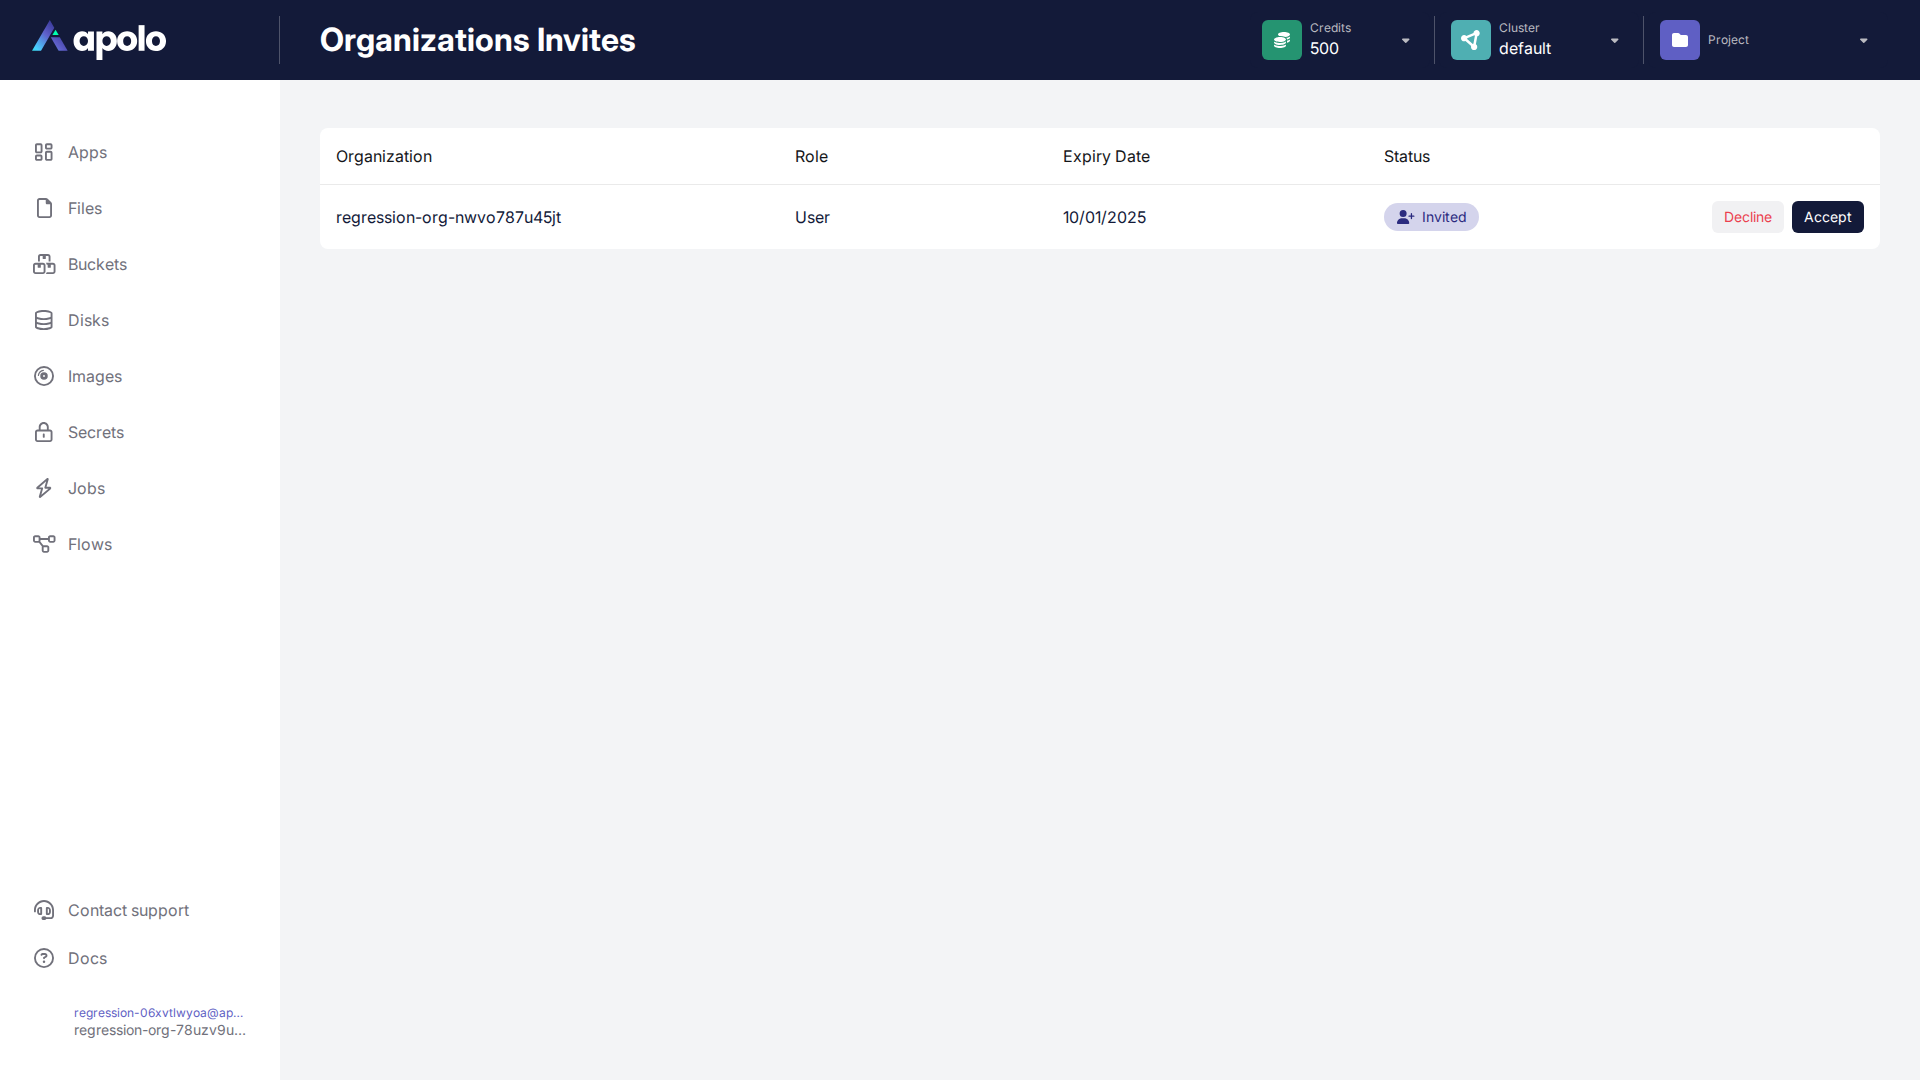 apolo
Organizations Invites
Credits
500
Cluster
default
Project
Apps
Files
Buckets
Disks
Images
Secrets
Jobs
Flows
Contact support
Docs
regression-06xvtlwyoa@ap...
regression-org-78uzv9u...
Organization Role Expiry Date Status
regression-org-nwvo787u45jt User 10/01/2025 Invited Decline Accept